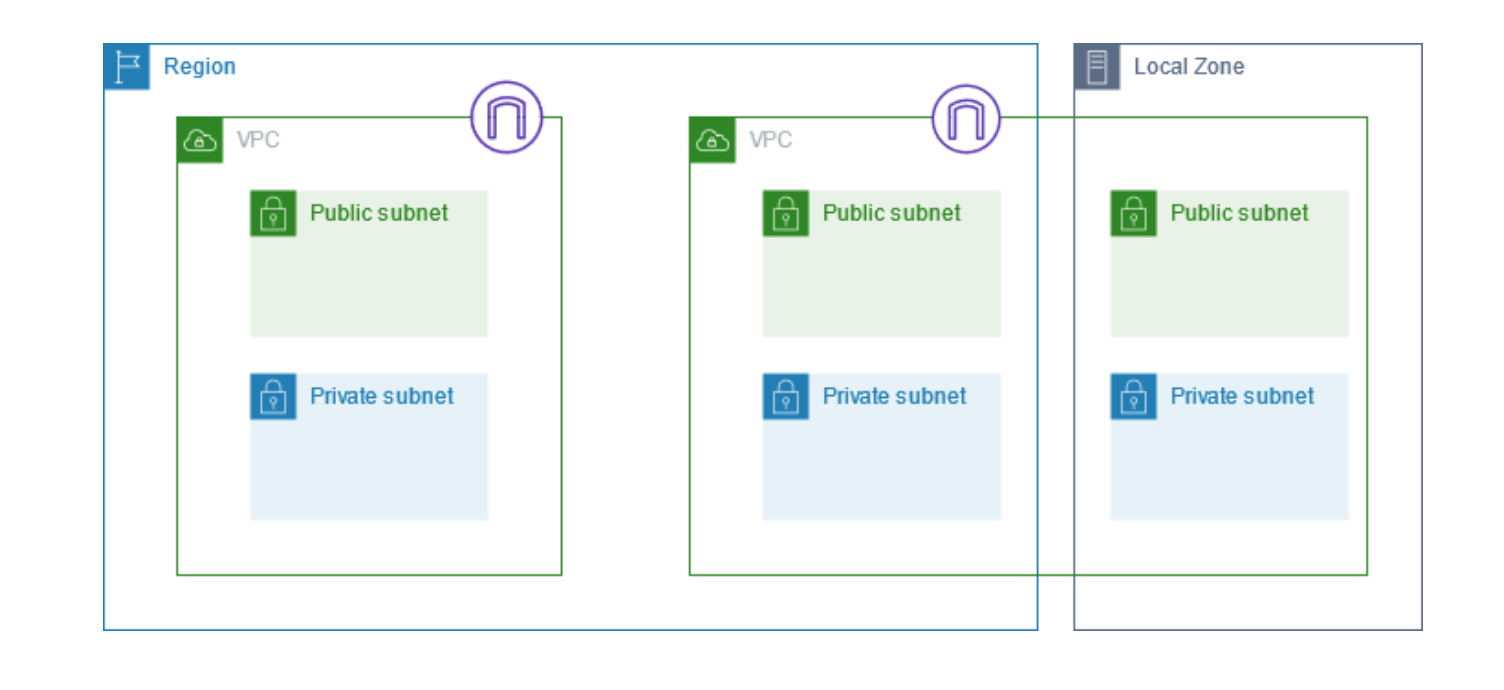 Region
Local Zone
VPC
VPC
Public subnet
Public subnet
Public subnet
Private subnet
Private subnet
Private subnet